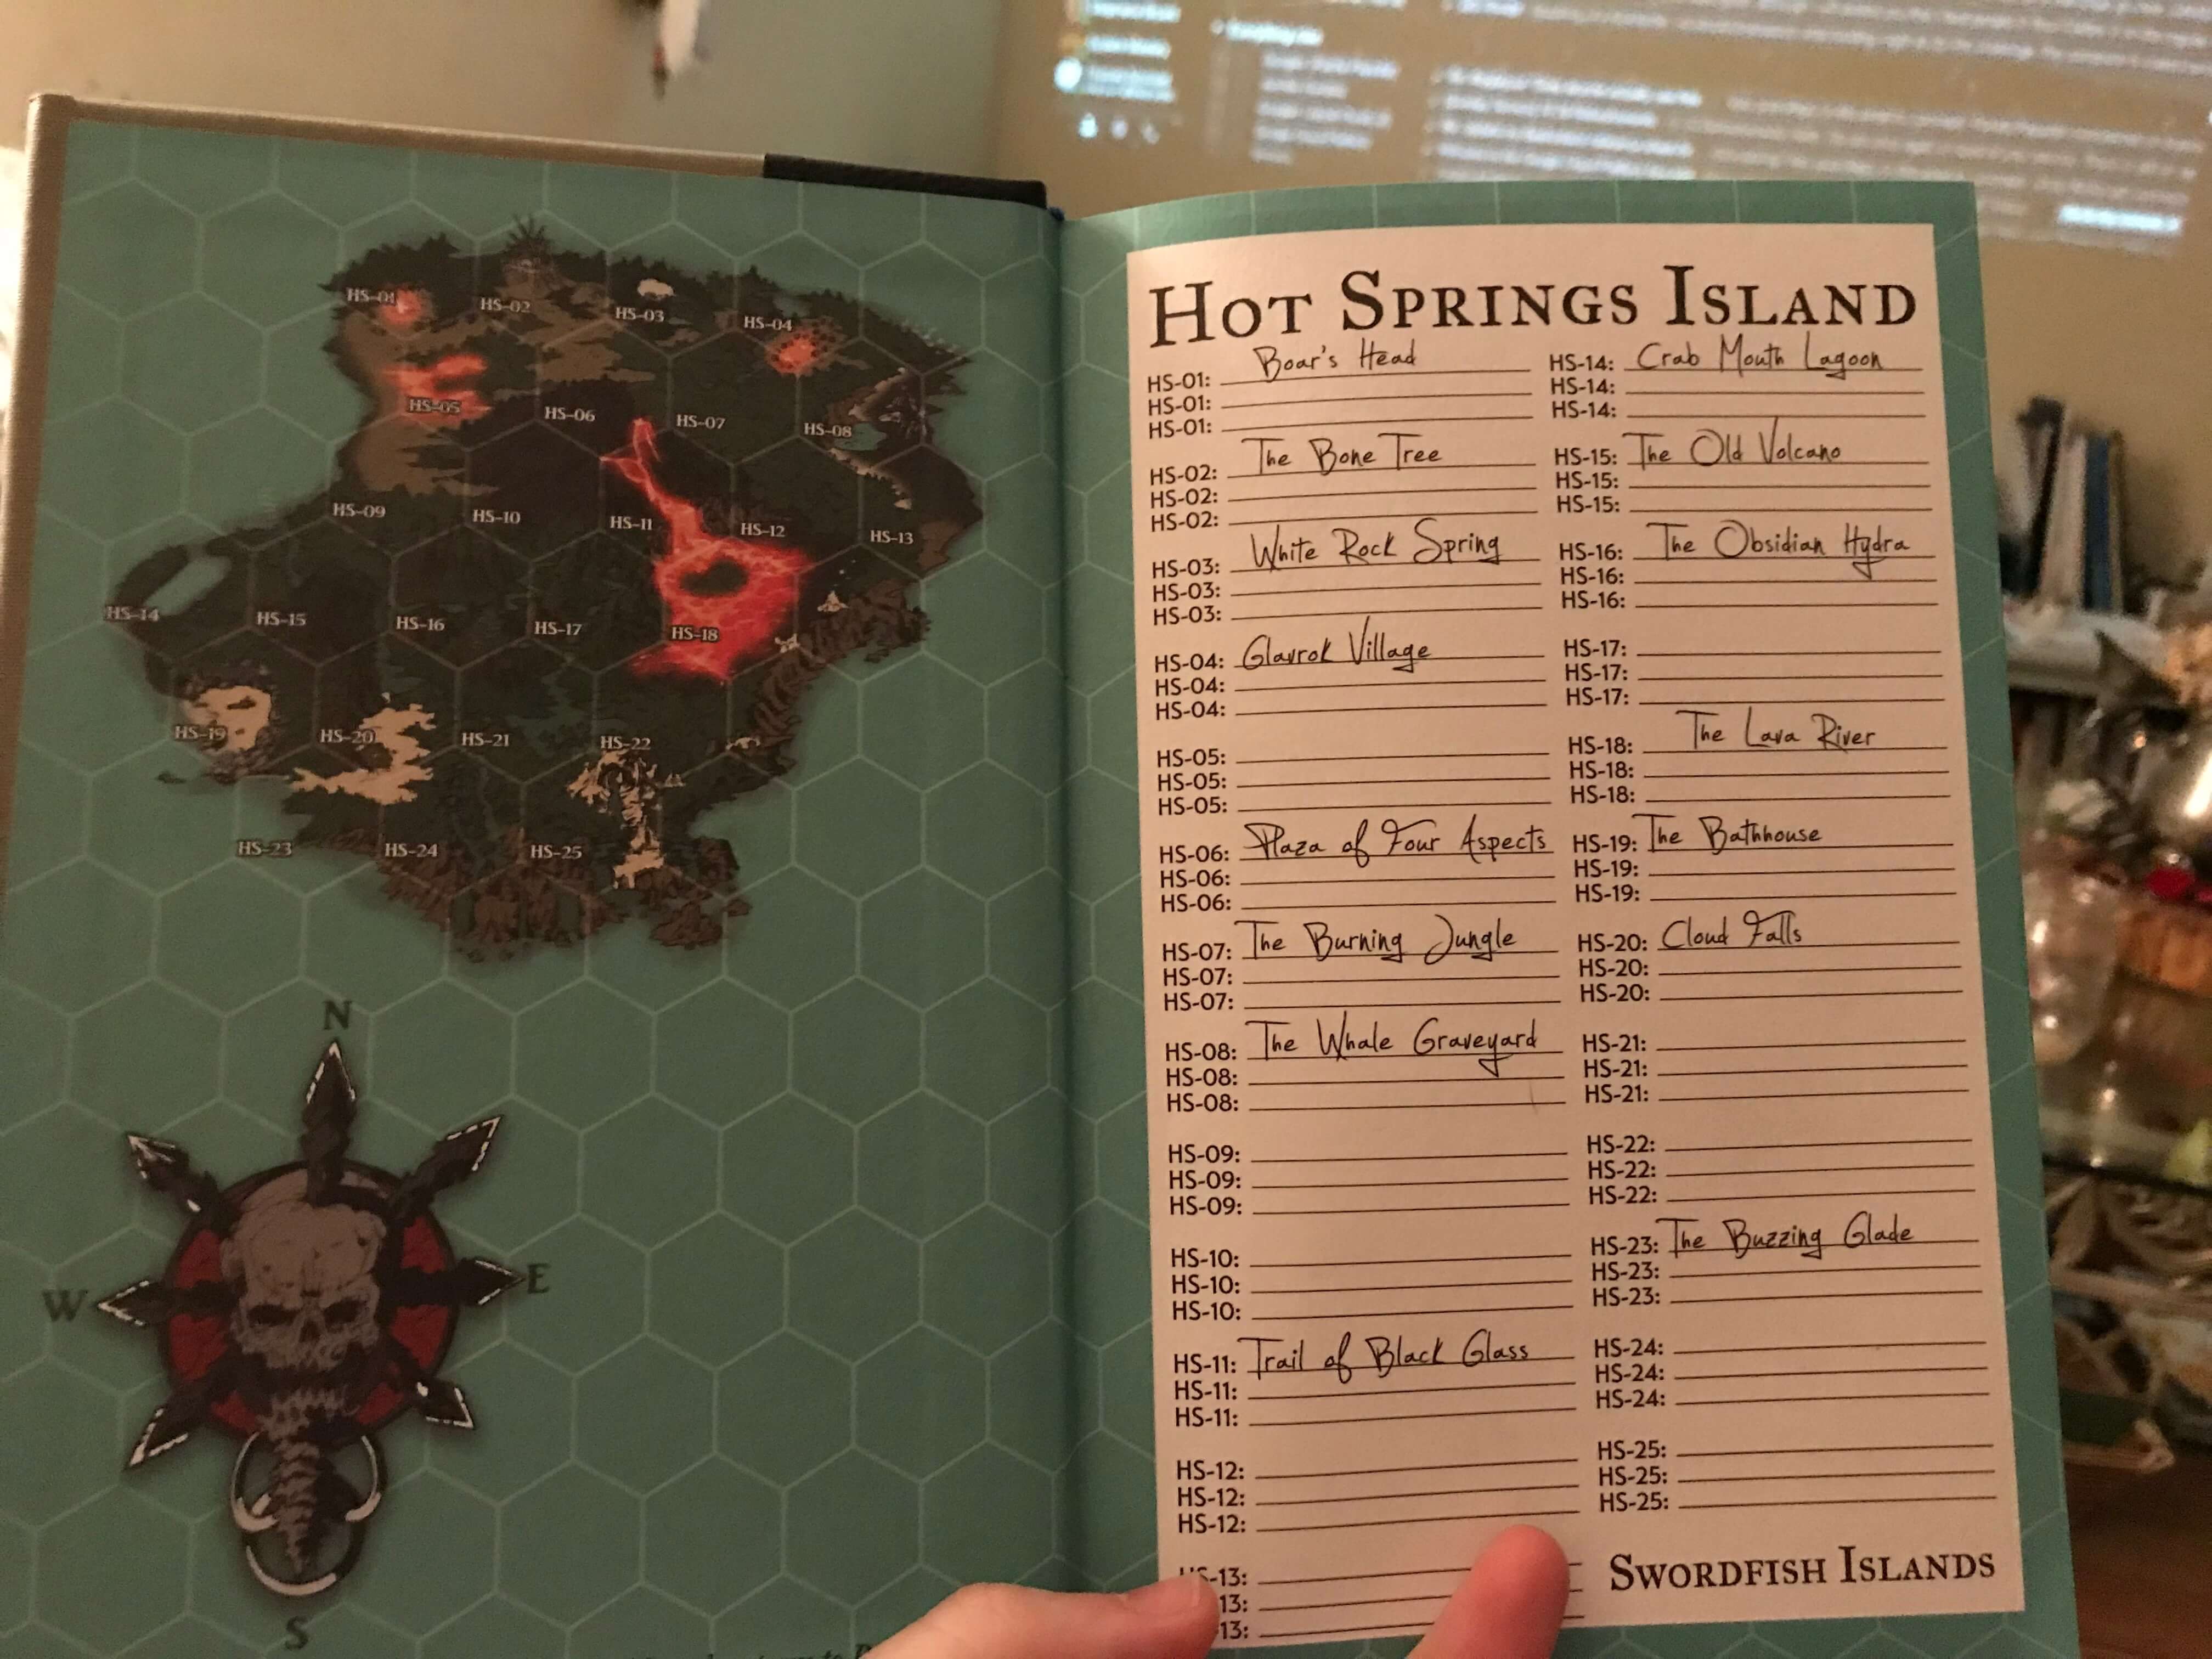 HS-01
HS-02
HS-03
HS-04
HS-05
HS-06
HS-07
HS-08
HS-09
HS-10
HS-11
HS-12
HS-13
HS-14
HS-15
HS-16
HS-17
HS-18
HS-19
HS-20
HS-21
HS-22
HS-23
HS-24
HS-25
N
W
E
S
HOT SPRINGS ISLAND
HS-01: Boar's Head
HS-01:
HS-01:
HS-02: The Bone Tree
HS-02:
HS-02:
HS-03: White Rock Spring
HS-03:
HS-03:
HS-04: Glavrok Village
HS-04:
HS-04:
HS-05:
HS-05:
HS-05:
HS-06: Plaza of Four Aspects
HS-06:
HS-06:
HS-07: The Burning Jungle
HS-07:
HS-07:
HS-08: The Whale Graveyard
HS-08:
HS-08:
HS-09:
HS-09:
HS-09:
HS-10:
HS-10:
HS-10:
HS-11: Trail of Black Glass
HS-11:
HS-11:
HS-12:
HS-12:
HS-12:
HS-13:
13:
13:
HS-14: Crab Mouth Lagoon
HS-14:
HS-14:
HS-15: The Old Volcano
HS-15:
HS-15:
HS-16: The Obsidian Hydra
HS-16:
HS-16:
HS-17:
HS-17:
HS-17:
HS-18: The Lava River
HS-18:
HS-18:
HS-19: The Bathhouse
HS-19:
HS-19:
HS-20: Cloud Falls
HS-20:
HS-20:
HS-21:
HS-21:
HS-21:
HS-22:
HS-22:
HS-22:
HS-23: The Buzzing Glade
HS-23:
HS-23:
HS-24:
HS-24:
HS-24:
HS-25:
HS-25:
HS-25:
SWORDFISH ISLANDS